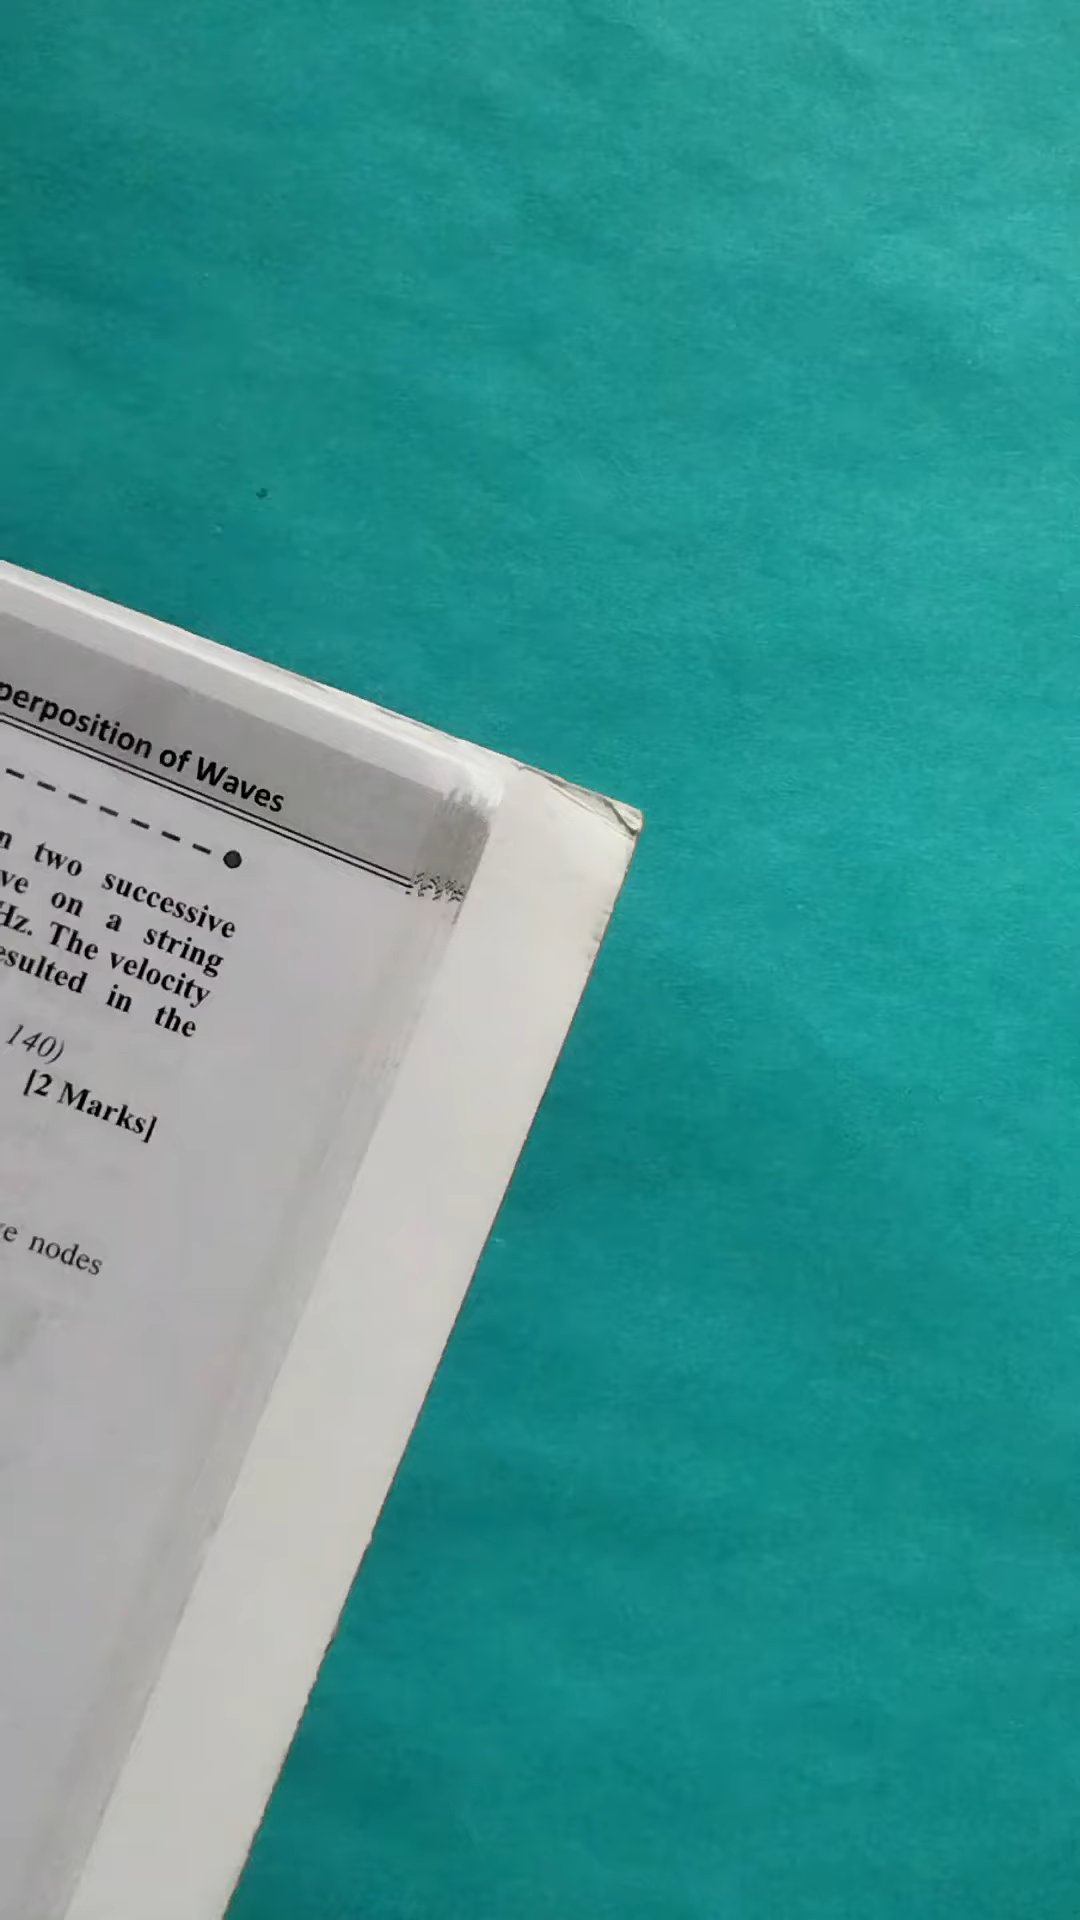 perposition of Waves
n two successive
ve on a string
Hz. The velocity
esulted in the
140)
[2 Marks]
e nodes